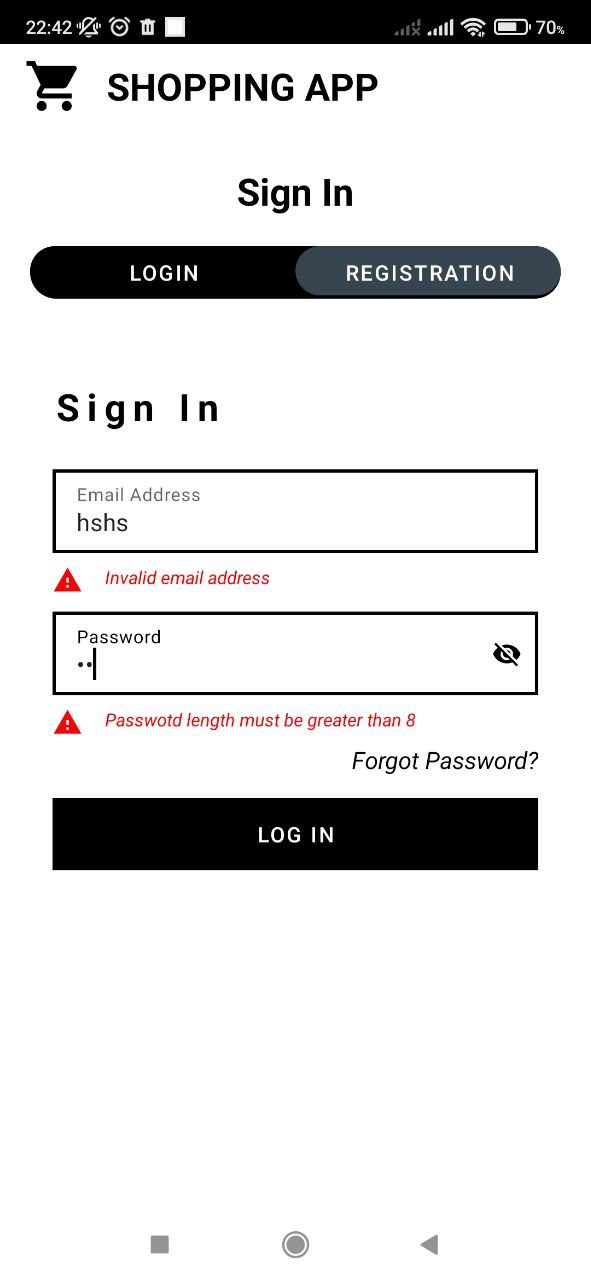 22:42 70%
SHOPPING APP
Sign In
LOGIN REGISTRATION
Sign In
Email Address
hshs
Invalid email address
Password
••
Passwotd length must be greater than 8
Forgot Password?
LOG IN